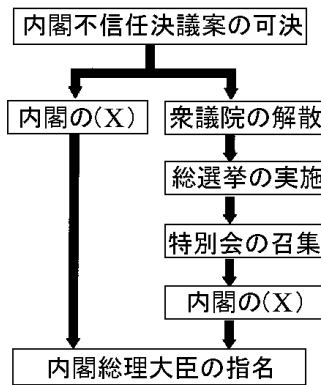 内閣不信任決議案の可決
内閣の(X)
衆議院の解散
総選挙の実施
特別会の召集
内閣の(X)
内閣総理大臣の指名